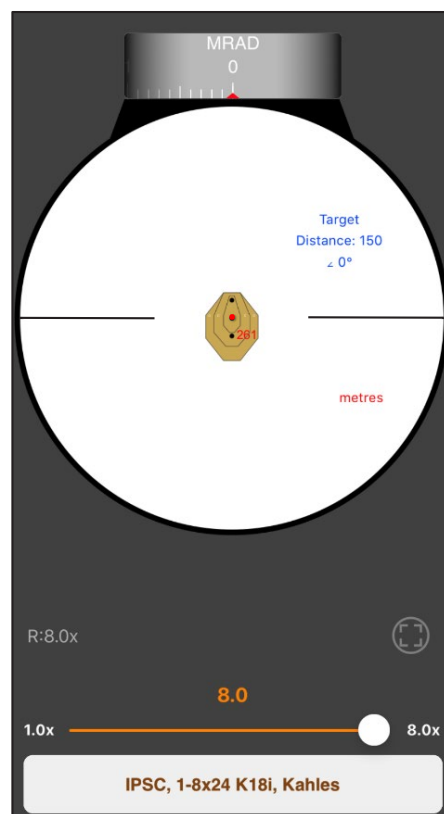 MRAD
0
Target
Distance: 150
∠ 0°
metres
R:8.0x
8.0
1.0x
8.0x
IPSC, 1-8x24 K18i, Kahles